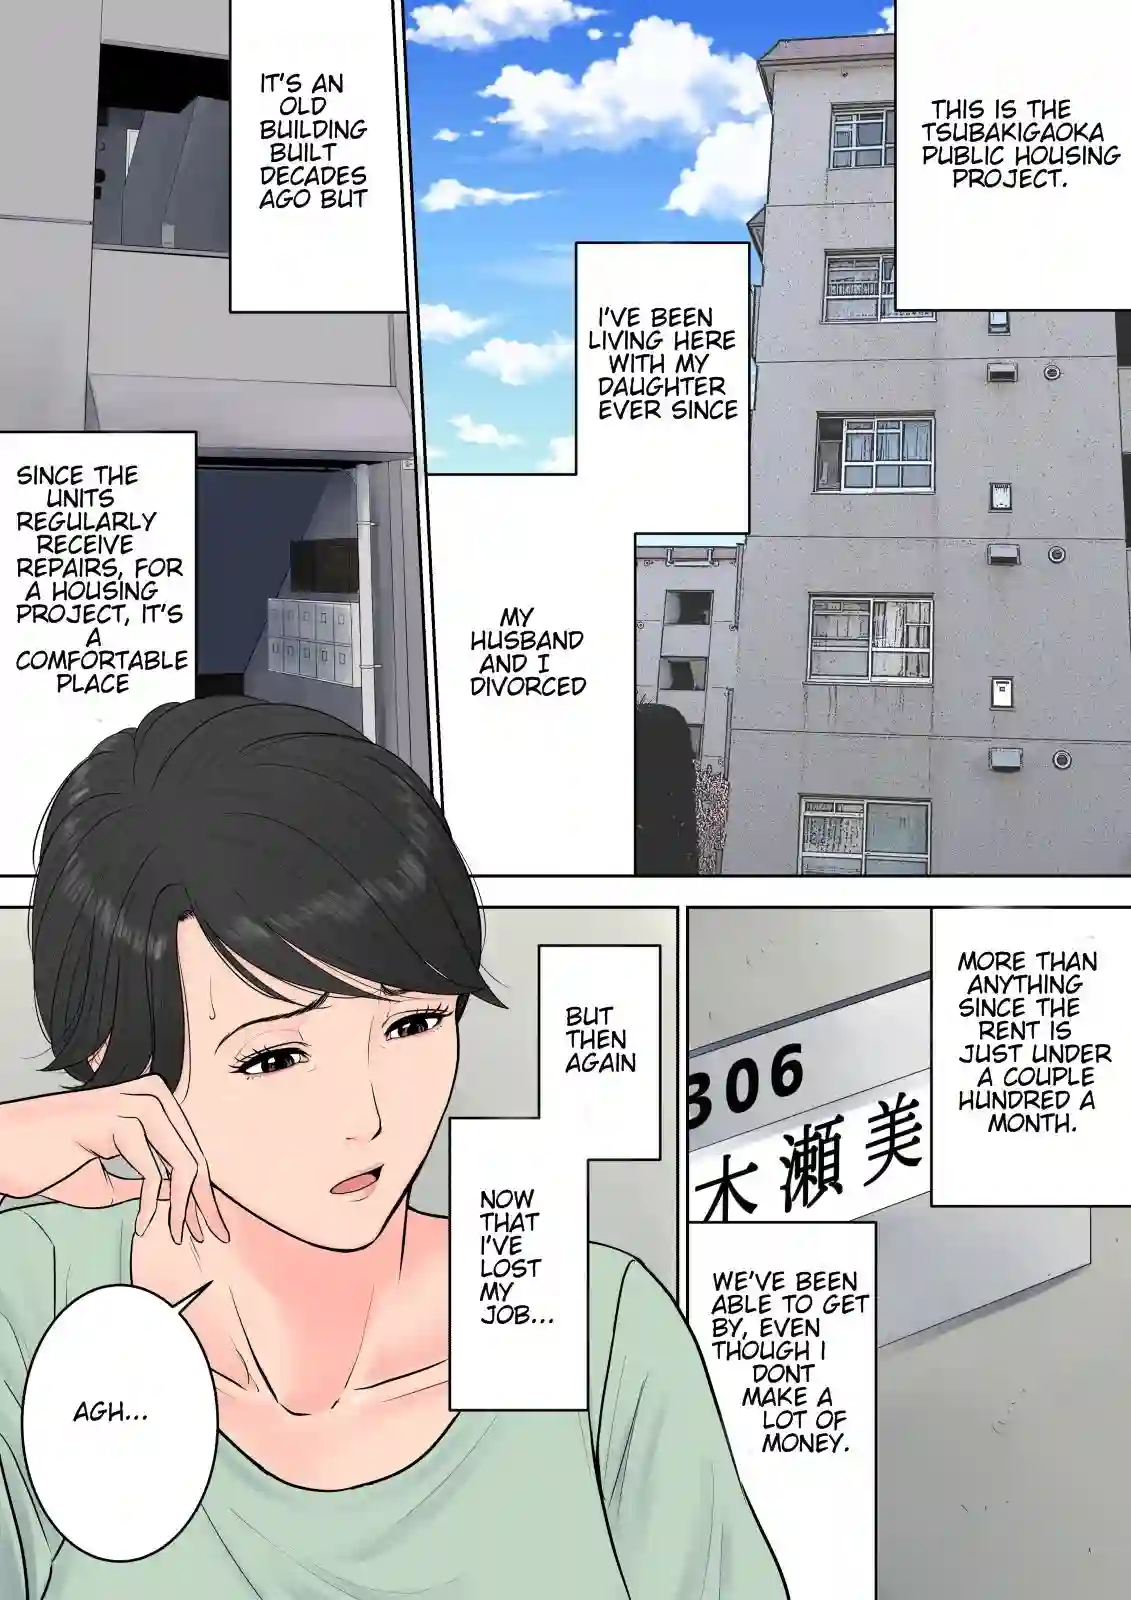 THIS IS THE
TSUBAKIGAOKA
PUBLIC HOUSING
PROJECT.
I'VE BEEN
LIVING HERE
WITH MY
DAUGHTER
EVER SINCE
MY
HUSBAND
AND I
DIVORCED
IT'S AN
OLD
BUILDING
BUILT
DECADES
AGO BUT
SINCE THE
UNITS
REGULARLY
RECEIVE
REPAIRS, FOR
A HOUSING
PROJECT, IT'S
A
COMFORTABLE
PLACE
MORE THAN
ANYTHING
SINCE THE
RENT IS
JUST UNDER
A COUPLE
HUNDRED A
MONTH.
306
木瀬美
WE'VE BEEN
ABLE TO GET
BY, EVEN
THOUGH I
DONT
MAKE A
LOT OF
MONEY.
BUT
THEN
AGAIN
NOW
THAT
I'VE
LOST
MY
JOB...
AGH...